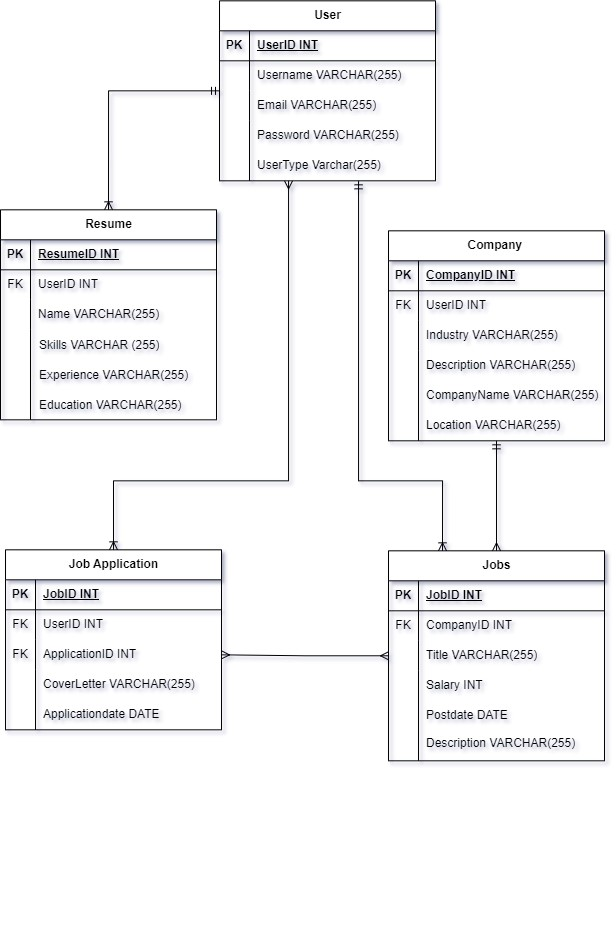 User
PK UserID INT
Username VARCHAR(255)
Email VARCHAR(255)
Password VARCHAR(255)
UserType Varchar(255)
Resume
PK ResumeID INT
FK UserID INT
Name VARCHAR(255)
Skills VARCHAR (255)
Experience VARCHAR(255)
Education VARCHAR(255)
Company
PK CompanyID INT
FK UserID INT
Industry VARCHAR(255)
Description VARCHAR(255)
CompanyName VARCHAR(255)
Location VARCHAR(255)
Job Application
PK JobID INT
FK UserID INT
FK ApplicationID INT
CoverLetter VARCHAR(255)
Applicationdate DATE
Jobs
PK JobID INT
FK CompanyID INT
Title VARCHAR(255)
Salary INT
Postdate DATE
Description VARCHAR(255)